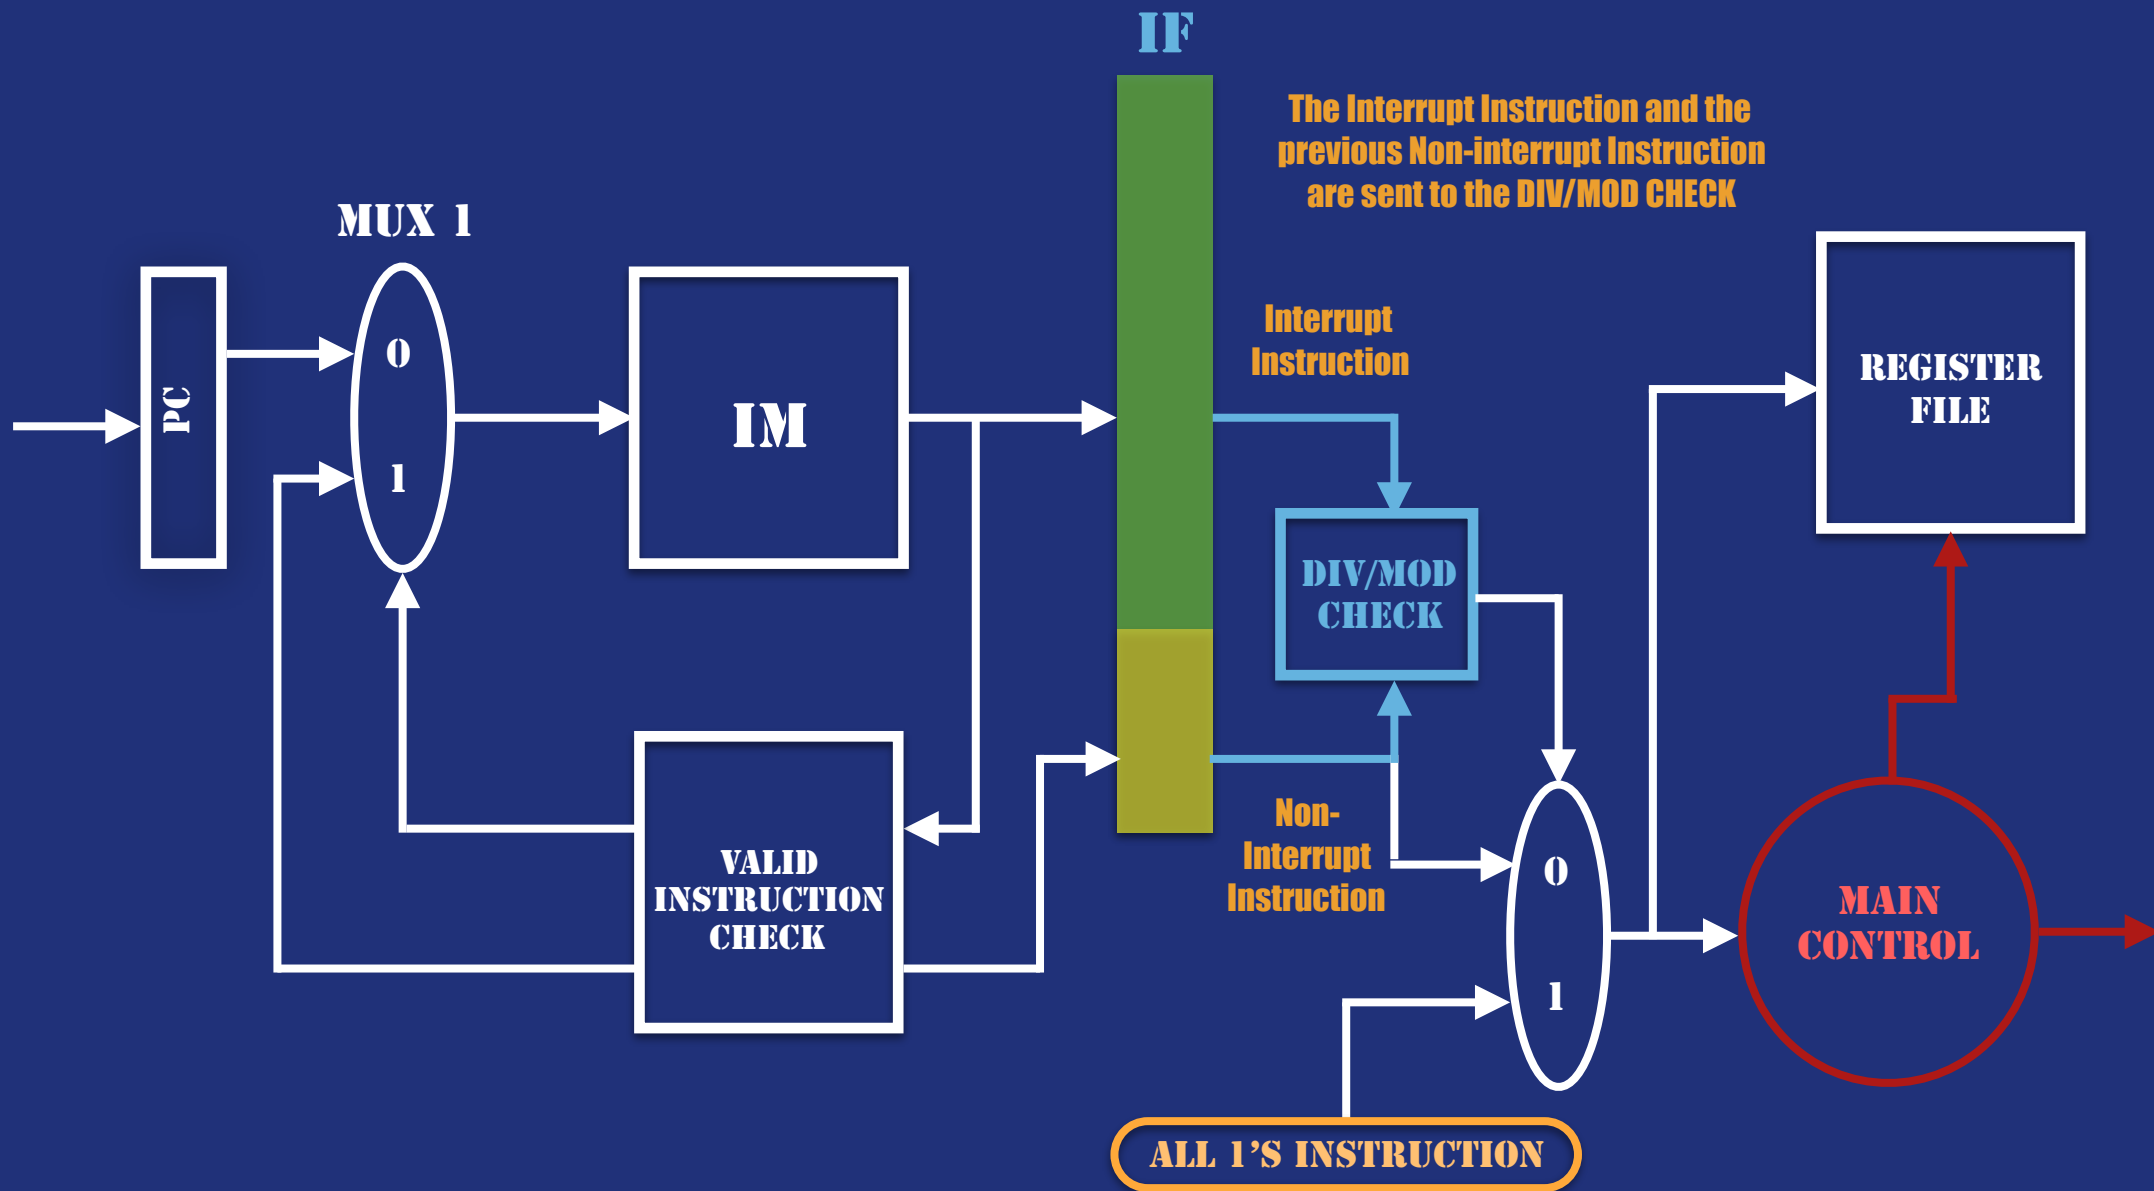 IF
The Interrupt Instruction and the
previous Non-interrupt Instruction
are sent to the DIV/MOD CHECK
MUX 1
PC
0
1
IM
Interrupt
Instruction
REGISTER
FILE
DIV/MOD
CHECK
VALID
INSTRUCTION
CHECK
Non-
Interrupt
Instruction
0
1
MAIN
CONTROL
ALL 1’S INSTRUCTION